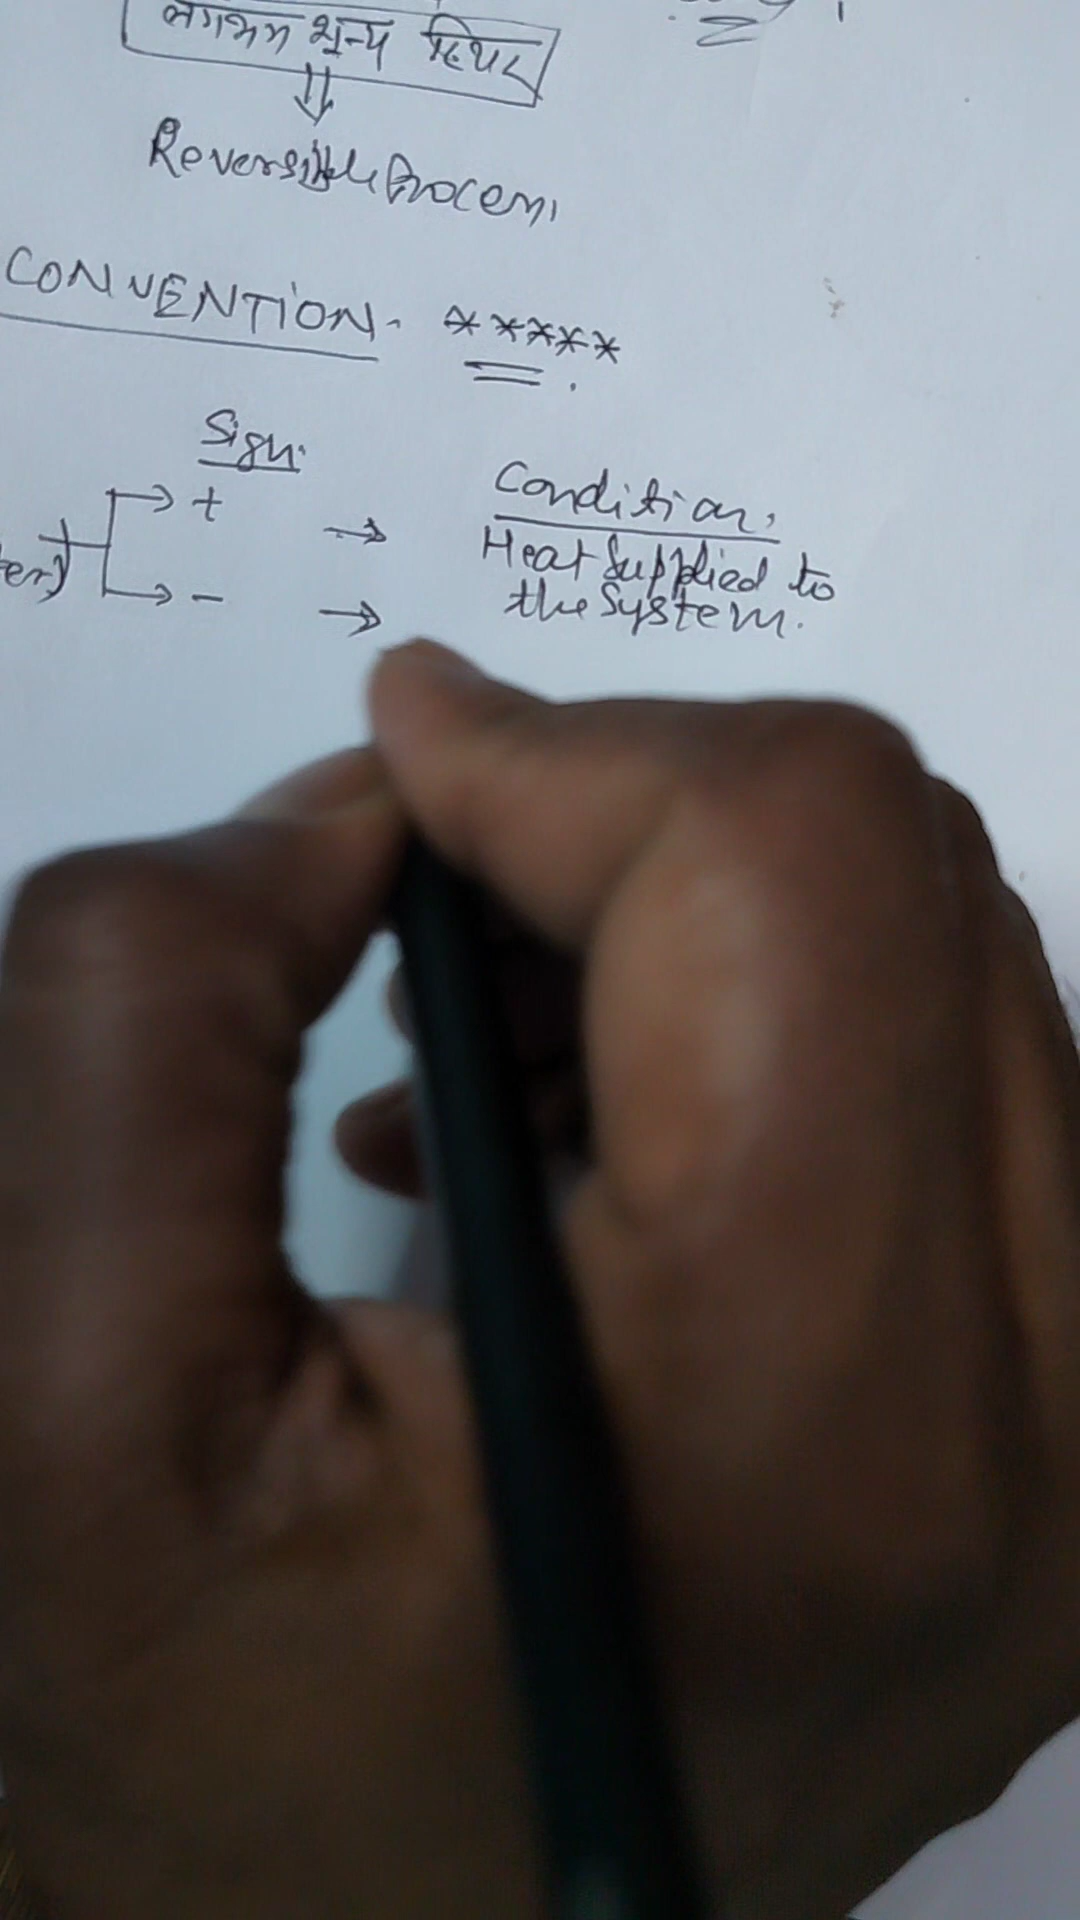 लगभग शून्य स्थिर
⇓
Reversible Process
CONVENTION- *****
Sign.
Condition,
→ + → Heat Supplied to
the System.
→ - →